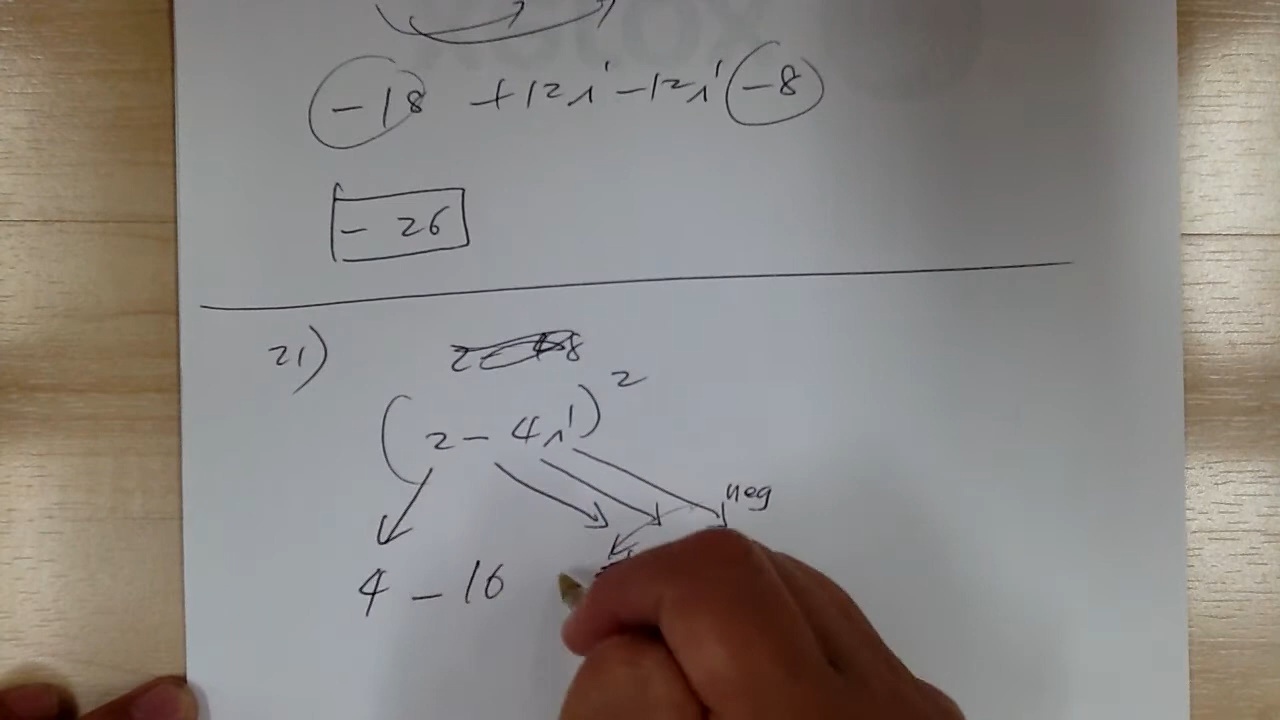 -18 +12i -12i -8
- 26
21)
(2 - 4i)²
neg
4 - 16